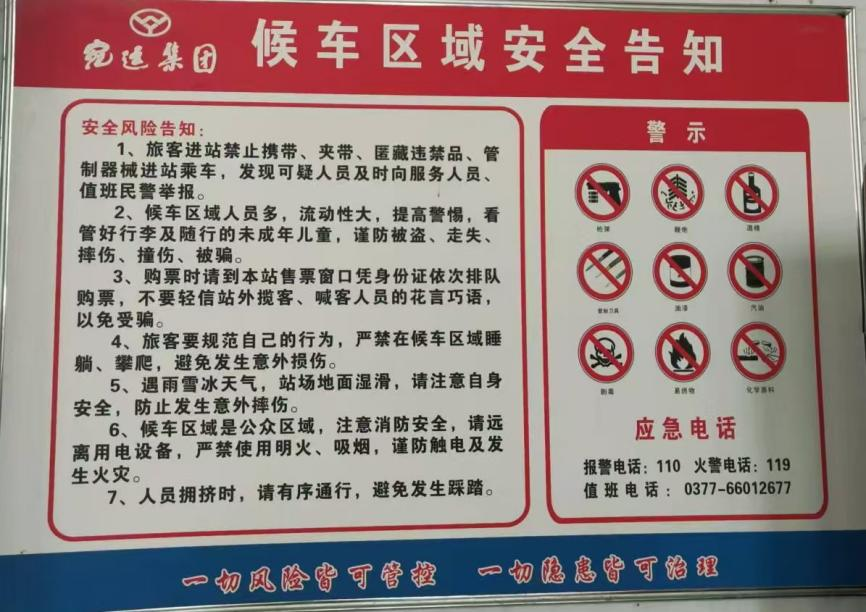 宛运集团
候车区域安全告知
安全风险告知：
1、旅客进站禁止携带、夹带、匿藏违禁品、管
制器械进站乘车，发现可疑人员及时向服务人员、
值班民警举报。
2、候车区域人员多，流动性大，提高警惕，看
管好行李及随行的未成年儿童，谨防被盗、走失、
摔伤、撞伤、被骗。
3、购票时请到本站售票窗口凭身份证依次排队
购票，不要轻信站外揽客、喊客人员的花言巧语，
以免受骗。
4、旅客要规范自己的行为，严禁在候车区域睡
躺、攀爬，避免发生意外损伤。
5、遇雨雪冰天气，站场地面湿滑，请注意自身
安全，防止发生意外摔伤。
6、候车区域是公众区域，注意消防安全，请远
离用电设备，严禁使用明火、吸烟，谨防触电及发
生火灾。
7、人员拥挤时，请有序通行，避免发生踩踏。
警示
枪弹 鞭炮 酒精
管制刀具 油漆 汽油
剧毒 易燃物 化学原料
应急电话
报警电话：110 火警电话：119
值班电话：0377-66012677
一切风险皆可管控 一切隐患皆可治理